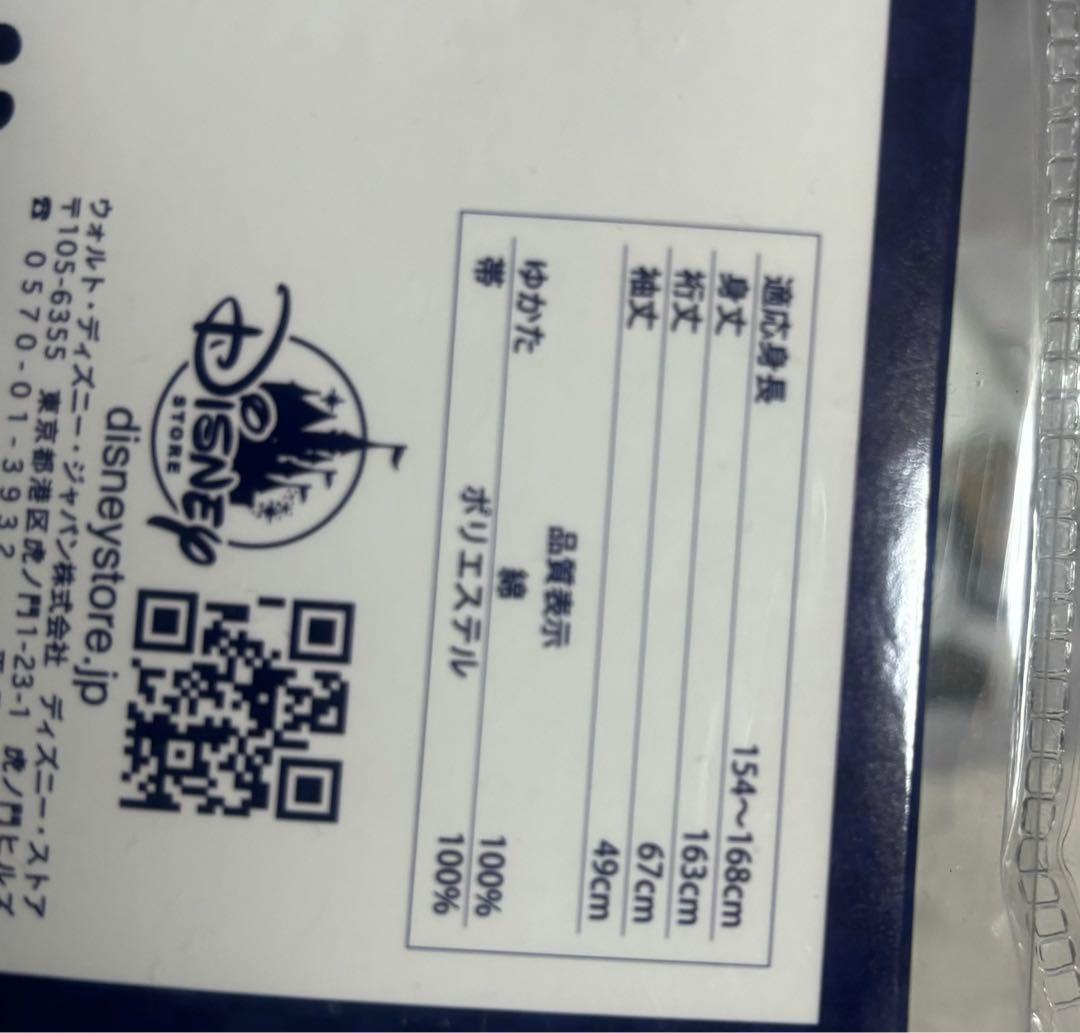 適応身長 154〜168cm
身丈 163cm
裄丈 67cm
袖丈 49cm
品質表示
ゆかた 綿 100%
帯 ポリエステル 100%
DISNEY
STORE
disneystore.jp
ウォルト・ディズニー・ジャパン株式会社 ディズニー・ストア
〒105-6355 東京都港区虎ノ門1-23-1 虎ノ門ヒルズ
☎ 0570-01-3932